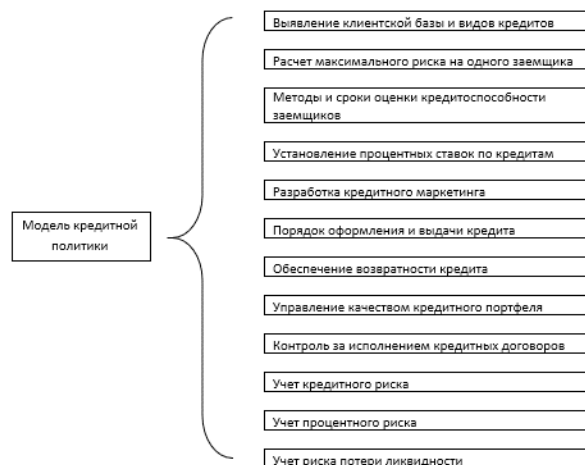 Выявление клиентской базы и видов кредитов
Расчет максимального риска на одного заемщика
Методы и сроки оценки кредитоспособности
заемщиков
Установление процентных ставок по кредитам
Разработка кредитного маркетинга
Модель кредитной
политики
Порядок оформления и выдачи кредита
Обеспечение возвратности кредита
Управление качеством кредитного портфеля
Контроль за исполнением кредитных договоров
Учет кредитного риска
Учет процентного риска
Учет риска потери ликвидности